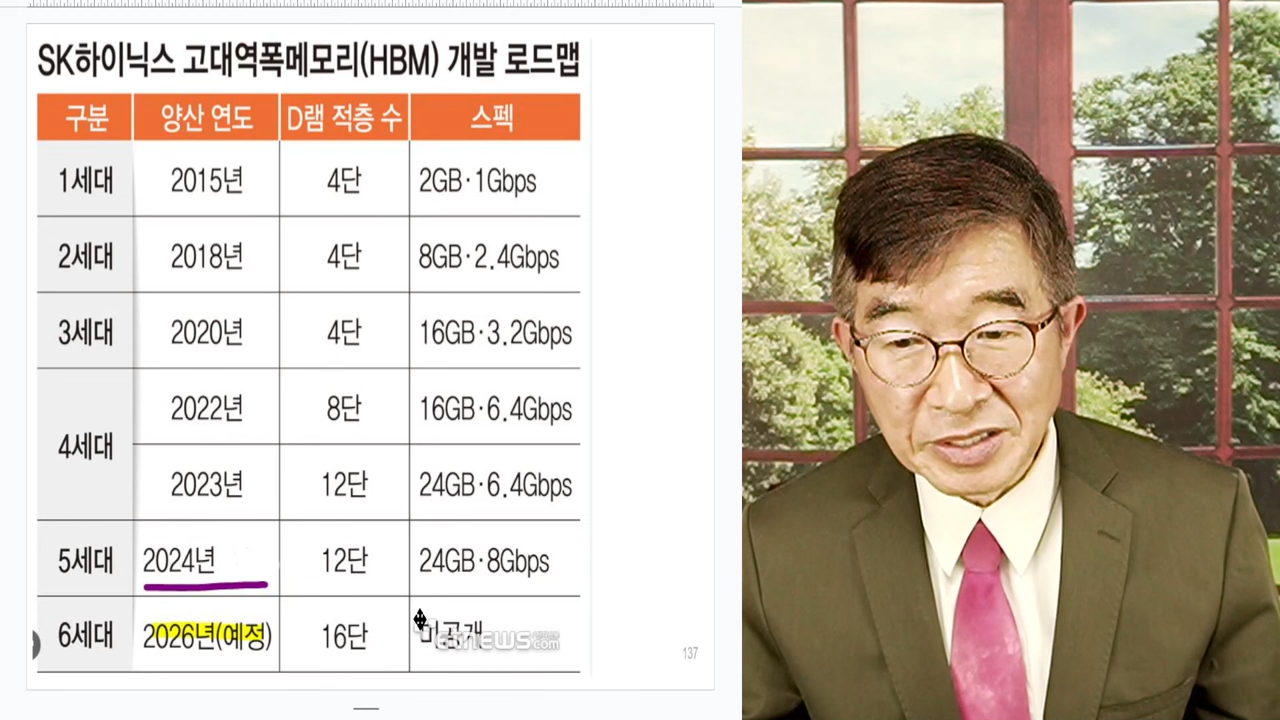 SK하이닉스 고대역폭메모리(HBM) 개발 로드맵
구분 양산 연도 D램 적층 수 스펙
1세대 2015년 4단 2GB·1Gbps
2세대 2018년 4단 8GB·2.4Gbps
3세대 2020년 4단 16GB·3.2Gbps
4세대 2022년 8단 16GB·6.4Gbps
2023년 12단 24GB·6.4Gbps
5세대 2024년 12단 24GB·8Gbps
6세대 2026년(예정) 16단 미공개
etnews .com
137